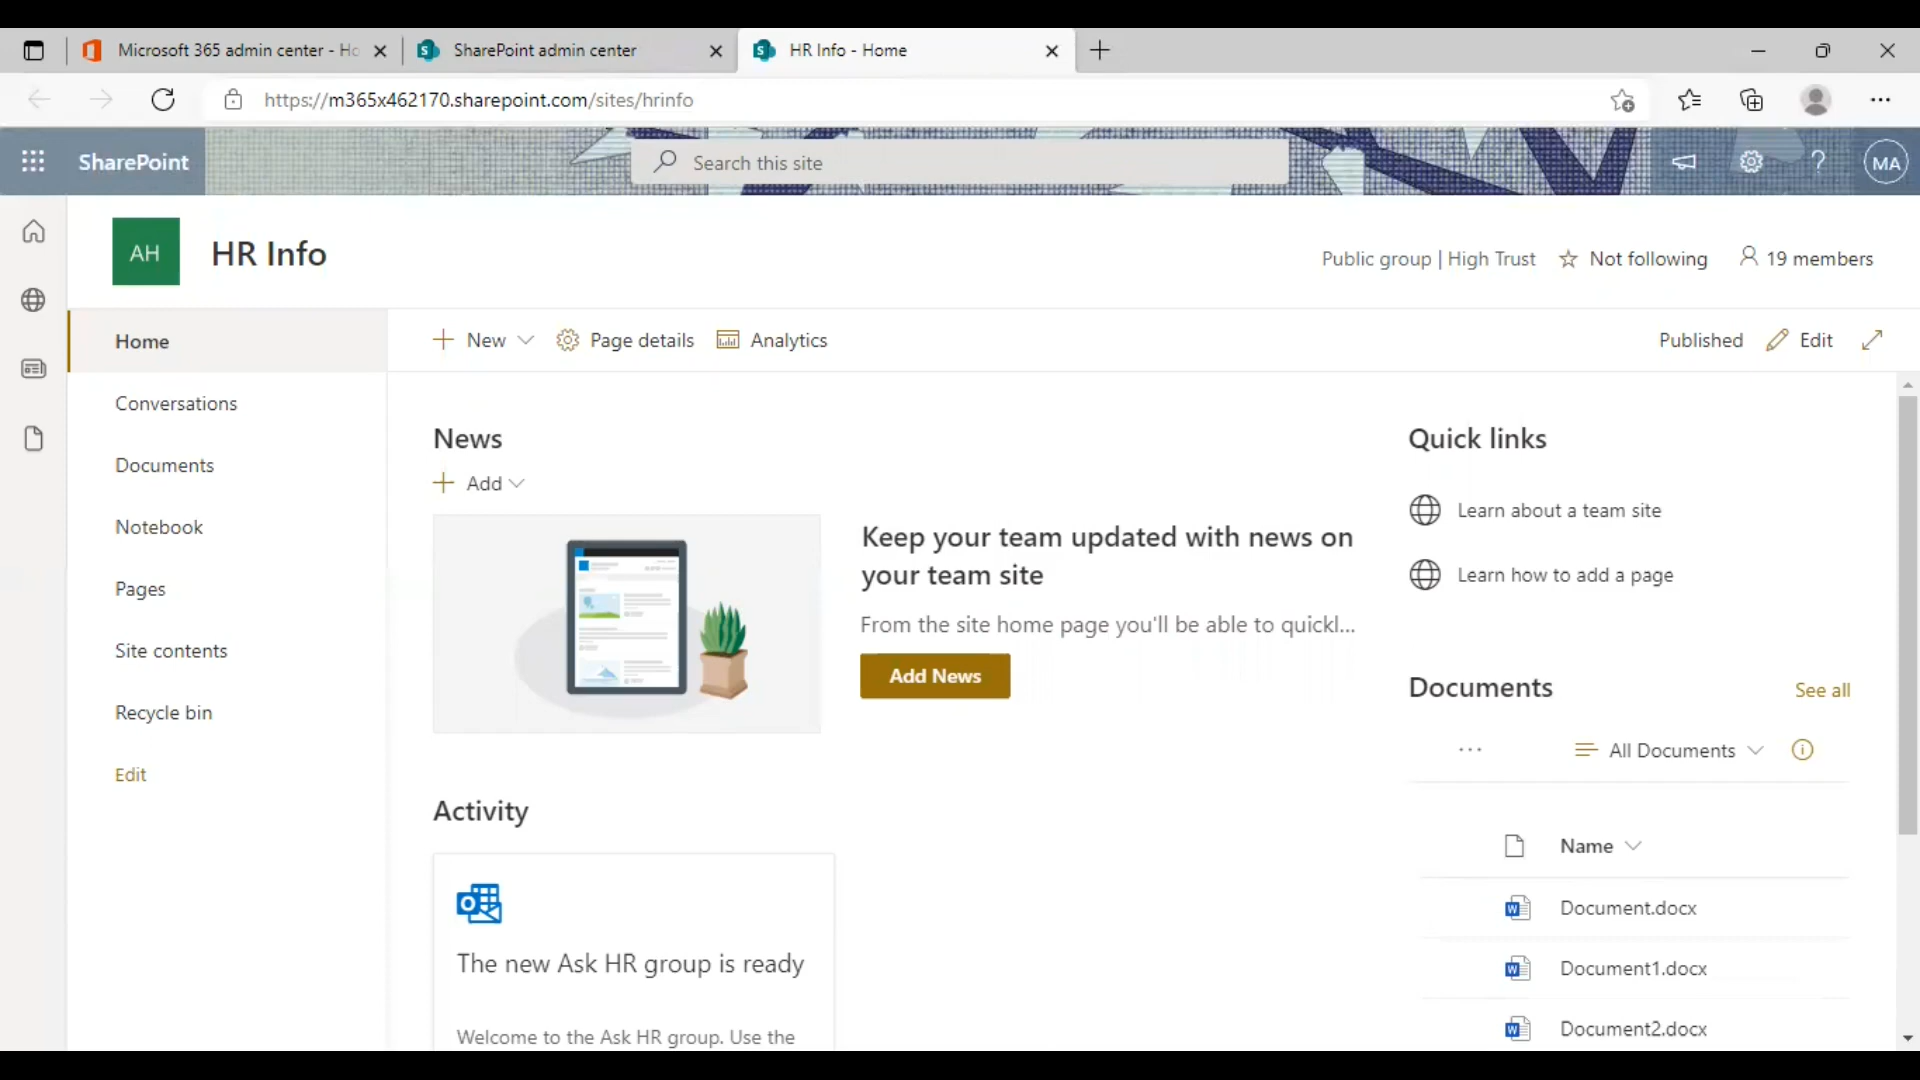 Microsoft 365 admin center - Ho
SharePoint admin center
HR Info - Home
https://m365x462170.sharepoint.com/sites/hrinfo
SharePoint
Search this site
?
MA
AH
HR Info
Public group | High Trust
Not following
19 members
Home
Conversations
Documents
Notebook
Pages
Site contents
Recycle bin
Edit
New
Page details
Analytics
Published
Edit
News
Add
Keep your team updated with news on
your team site
From the site home page you'll be able to quickl...
Add News
Activity
The new Ask HR group is ready
Welcome to the Ask HR group. Use the
Quick links
Learn about a team site
Learn how to add a page
Documents
See all
All Documents
Name
Document.docx
Document1.docx
Document2.docx